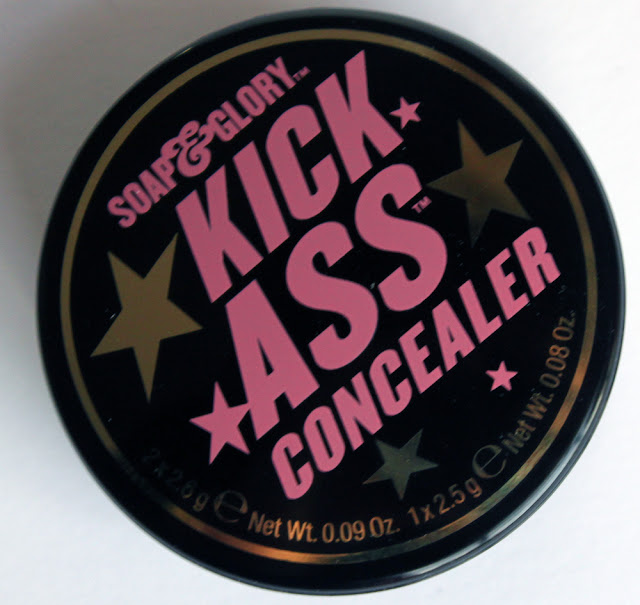 SOAP&GLORY™
KICK
ASS™
CONCEALER
2 x 2.6 g ℮ Net Wt. 0.09 Oz. 1 x 2.5 g ℮ Net Wt. 0.08 Oz.